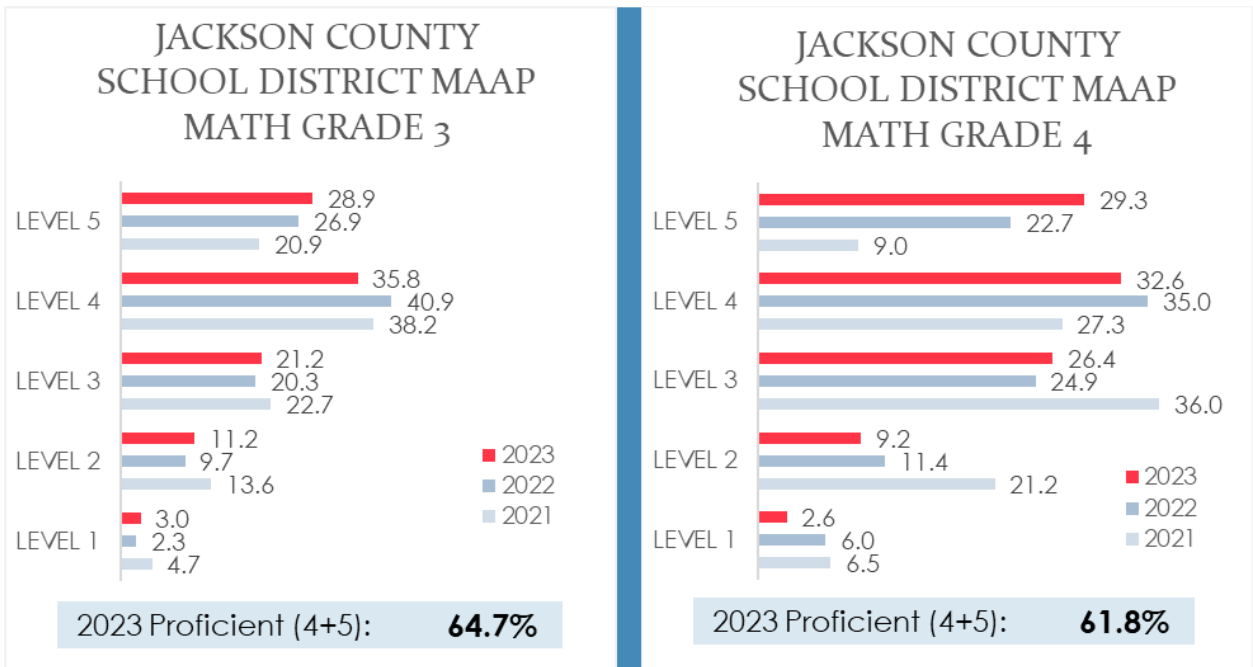 JACKSON COUNTY
SCHOOL DISTRICT MAAP
MATH GRADE 3
LEVEL 5
28.9
26.9
20.9
LEVEL 4
35.8
40.9
38.2
LEVEL 3
21.2
20.3
22.7
LEVEL 2
11.2
9.7
13.6
LEVEL 1
3.0
2.3
4.7
2023
2022
2021
2023 Proficient (4+5): 64.7%
JACKSON COUNTY
SCHOOL DISTRICT MAAP
MATH GRADE 4
LEVEL 5
29.3
22.7
9.0
LEVEL 4
32.6
35.0
27.3
LEVEL 3
26.4
24.9
36.0
LEVEL 2
9.2
11.4
21.2
LEVEL 1
2.6
6.0
6.5
2023
2022
2021
2023 Proficient (4+5): 61.8%